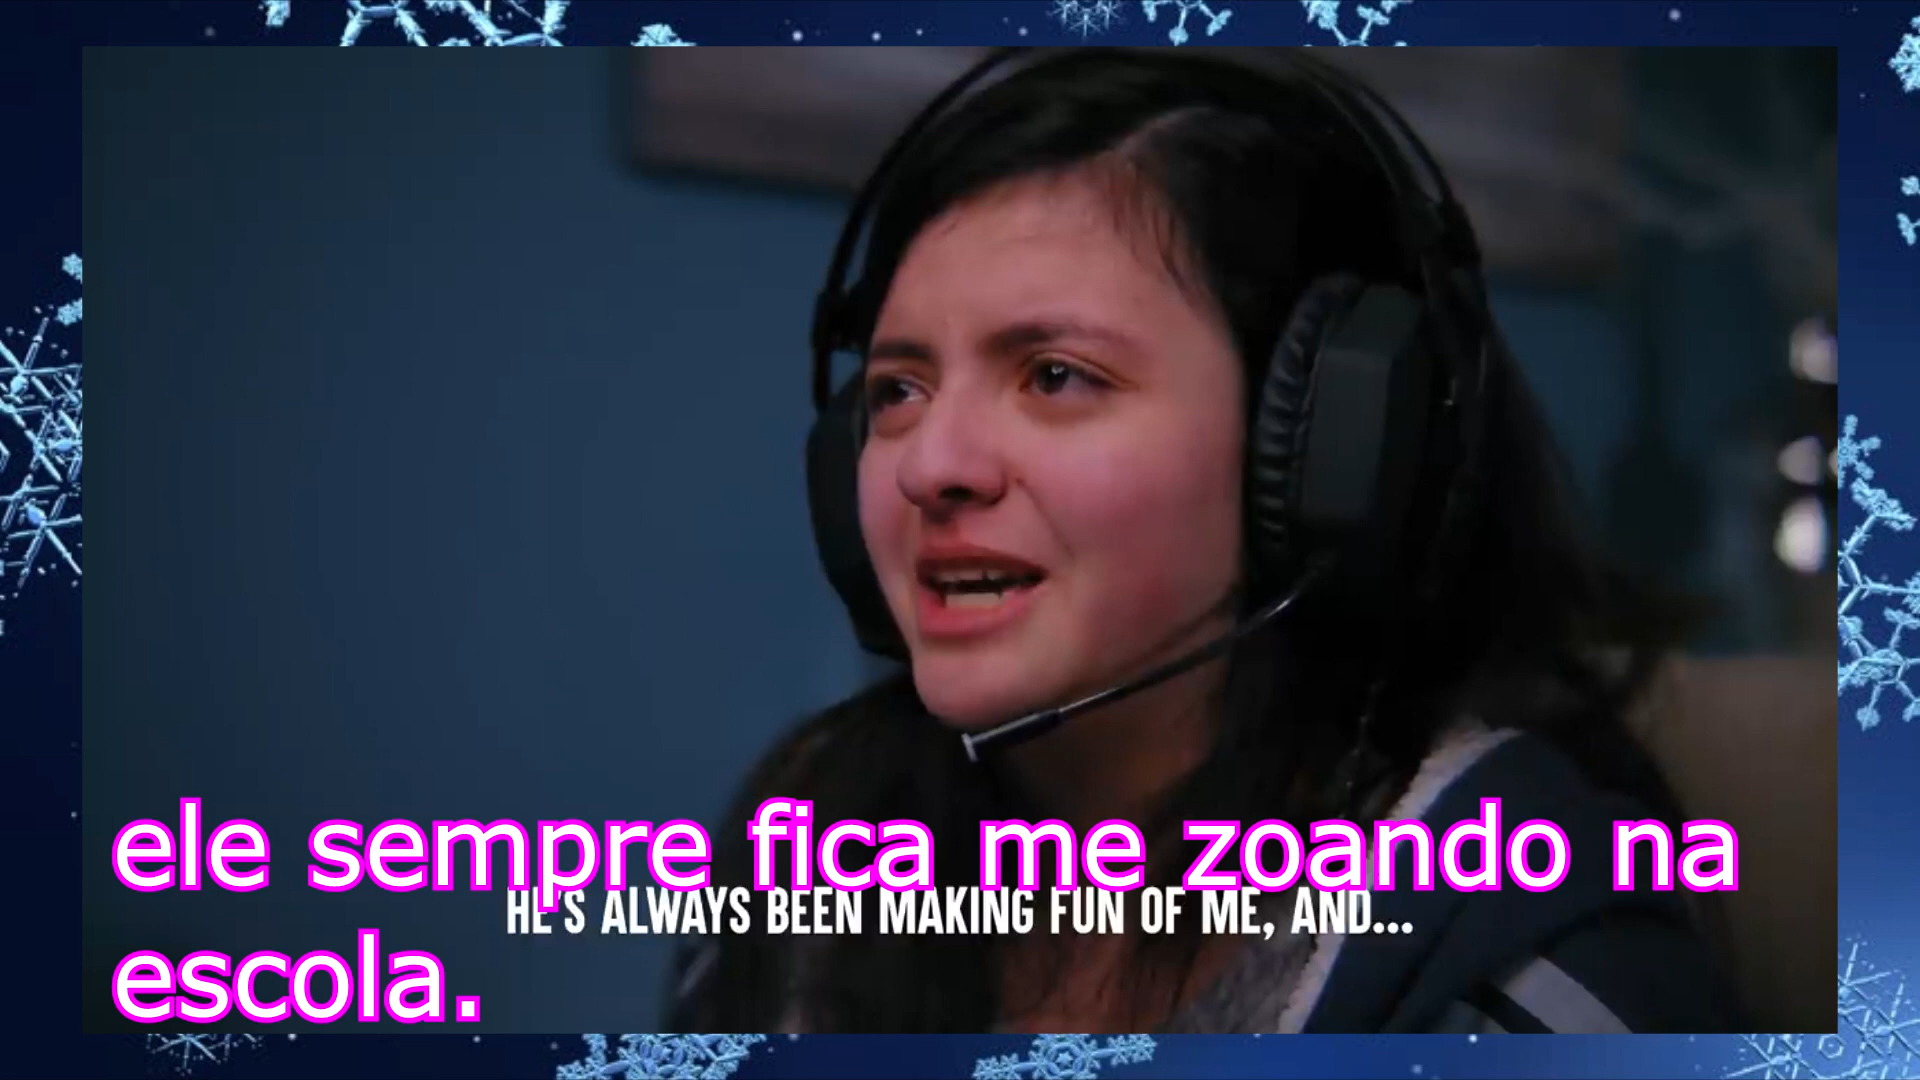 ele sempre fica me zoando na
HE'S ALWAYS BEEN MAKING FUN OF ME, AND...
escola.